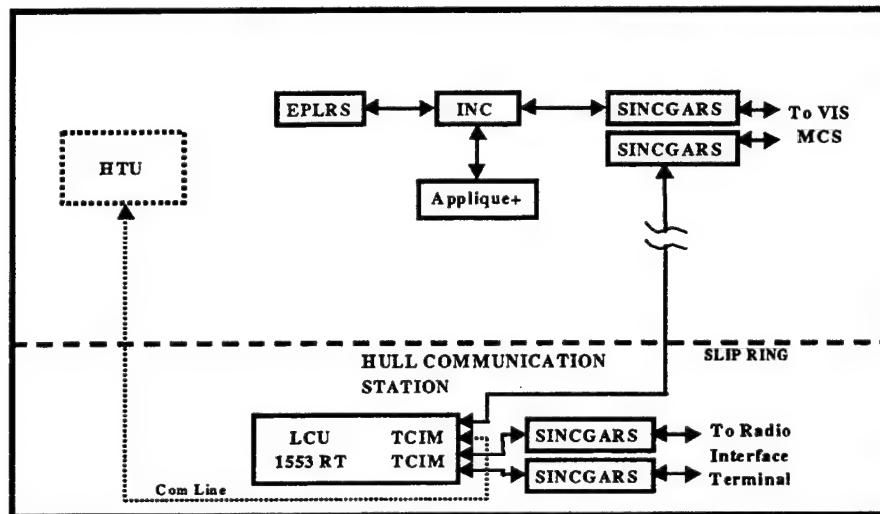 EPLRS
INC
SINCGARS
To VIS
MCS
SINCGARS
HTU
Applique+
SLIP RING
HULL COMMUNICATION
STATION
LCU TCIM
1553 RT TCIM
SINCGARS
SINCGARS
To Radio
Interface
Terminal
Com Line